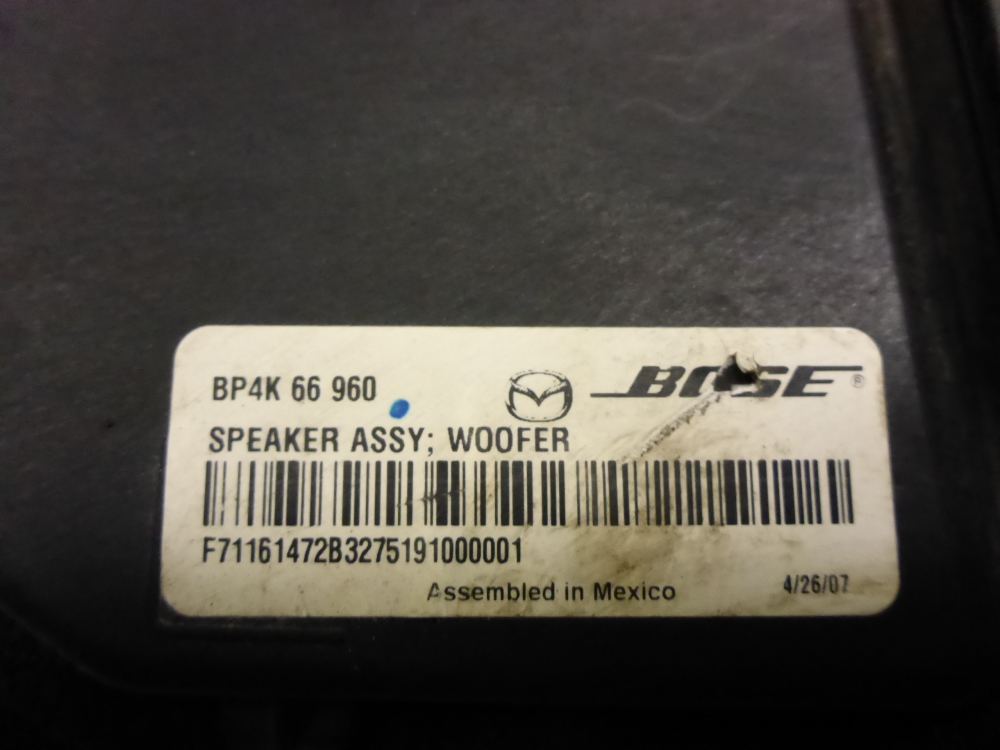 BP4K 66 960
BOSE®
SPEAKER ASSY; WOOFER
F71161472B3275191000001
Assembled in Mexico
4/26/07